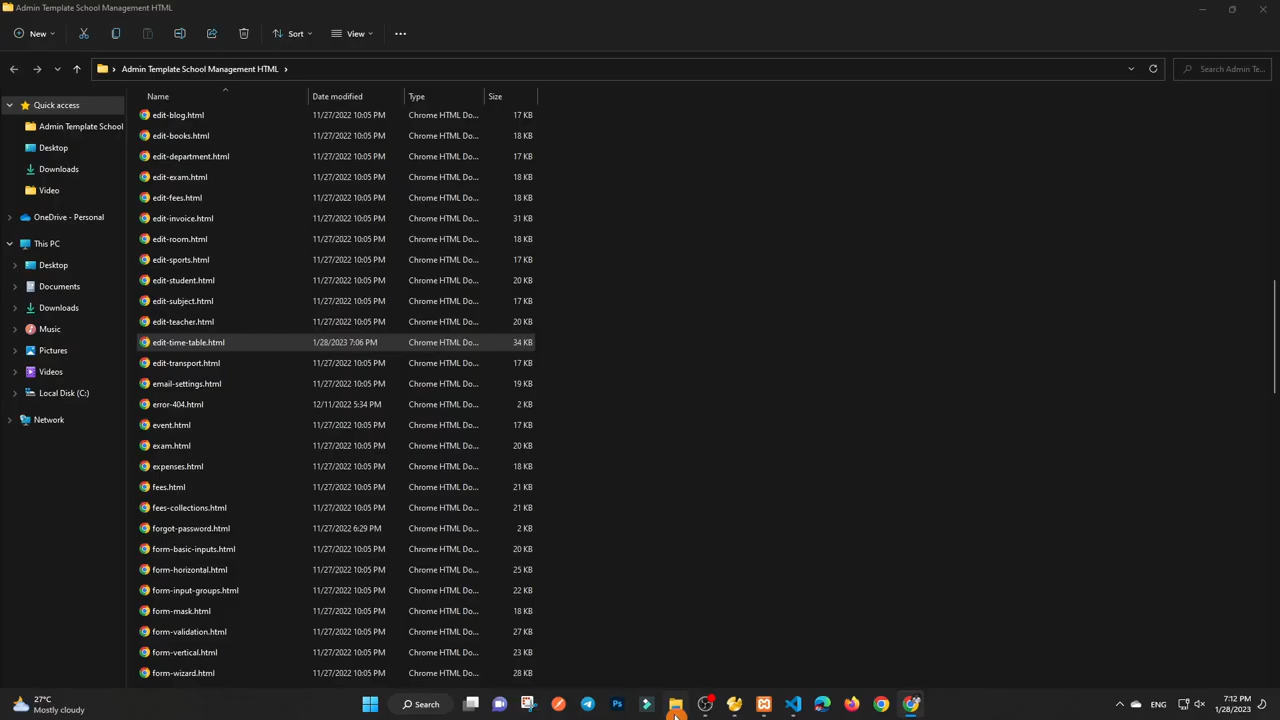 Admin Template School Management HTML
New
Sort
View
Admin Template School Management HTML
Search Admin Te...
Name Date modified Type Size
Quick access
Admin Template School
Desktop
Downloads
Video
OneDrive - Personal
This PC
Desktop
Documents
Downloads
Music
Pictures
Videos
Local Disk (C:)
Network
edit-blog.html 11/27/2022 10:05 PM Chrome HTML Do... 17 KB
edit-books.html 11/27/2022 10:05 PM Chrome HTML Do... 18 KB
edit-department.html 11/27/2022 10:05 PM Chrome HTML Do... 17 KB
edit-exam.html 11/27/2022 10:05 PM Chrome HTML Do... 18 KB
edit-fees.html 11/27/2022 10:05 PM Chrome HTML Do... 17 KB
edit-invoice.html 11/27/2022 10:05 PM Chrome HTML Do... 31 KB
edit-room.html 11/27/2022 10:05 PM Chrome HTML Do... 18 KB
edit-sports.html 11/27/2022 10:05 PM Chrome HTML Do... 17 KB
edit-student.html 11/27/2022 10:05 PM Chrome HTML Do... 20 KB
edit-subject.html 11/27/2022 10:05 PM Chrome HTML Do... 17 KB
edit-teacher.html 11/27/2022 10:05 PM Chrome HTML Do... 20 KB
edit-time-table.html 1/28/2023 7:06 PM Chrome HTML Do... 34 KB
edit-transport.html 11/27/2022 10:05 PM Chrome HTML Do... 17 KB
email-settings.html 11/27/2022 10:05 PM Chrome HTML Do... 19 KB
error-404.html 12/11/2022 5:34 PM Chrome HTML Do... 2 KB
event.html 11/27/2022 10:05 PM Chrome HTML Do... 17 KB
exam.html 11/27/2022 10:05 PM Chrome HTML Do... 20 KB
expenses.html 11/27/2022 10:05 PM Chrome HTML Do... 18 KB
fees.html 11/27/2022 10:05 PM Chrome HTML Do... 21 KB
fees-collections.html 11/27/2022 10:05 PM Chrome HTML Do... 21 KB
forgot-password.html 11/27/2022 6:29 PM Chrome HTML Do... 2 KB
form-basic-inputs.html 11/27/2022 10:05 PM Chrome HTML Do... 20 KB
form-horizontal.html 11/27/2022 10:05 PM Chrome HTML Do... 25 KB
form-input-groups.html 11/27/2022 10:05 PM Chrome HTML Do... 22 KB
form-mask.html 11/27/2022 10:05 PM Chrome HTML Do... 18 KB
form-validation.html 11/27/2022 10:05 PM Chrome HTML Do... 27 KB
form-vertical.html 11/27/2022 10:05 PM Chrome HTML Do... 23 KB
form-wizard.html 11/27/2022 10:05 PM Chrome HTML Do... 28 KB
27°C
Mostly cloudy
Search
Ps
ENG
7:12 PM
1/28/2023